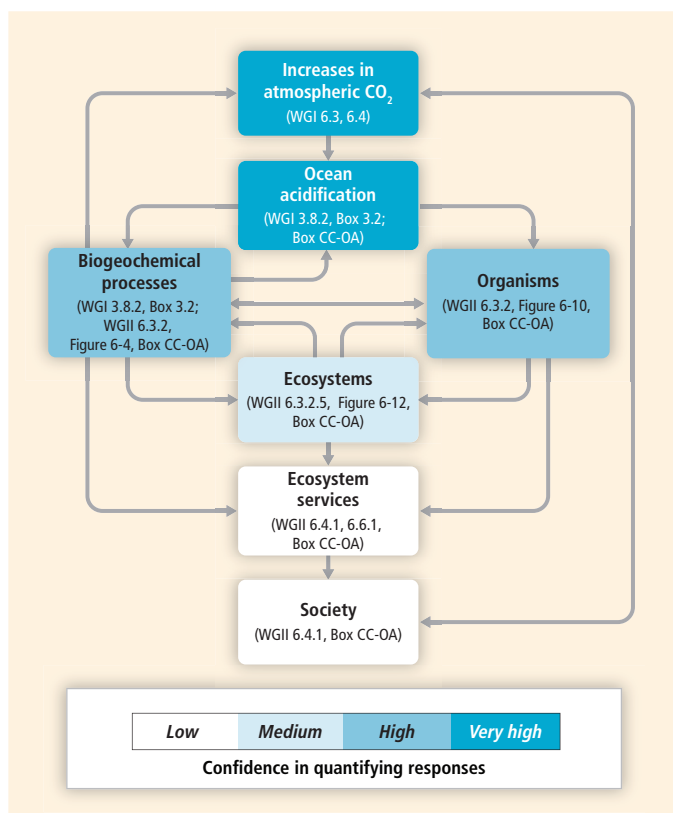 Increases in
atmospheric CO2
(WGI 6.3, 6.4)
Ocean
acidification
(WGI 3.8.2, Box 3.2;
Box CC-OA)
Biogeochemical
processes
(WGI 3.8.2, Box 3.2;
WGII 6.3.2,
Figure 6-4, Box CC-OA)
Organisms
(WGII 6.3.2, Figure 6-10,
Box CC-OA)
Ecosystems
(WGII 6.3.2.5, Figure 6-12,
Box CC-OA)
Ecosystem
services
(WGII 6.4.1, 6.6.1,
Box CC-OA)
Society
(WGII 6.4.1, Box CC-OA)
Low Medium High Very high
Confidence in quantifying responses